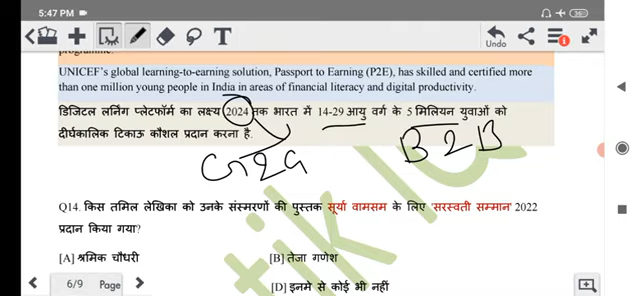 5:47 PM
36
Undo
programme.
UNICEF's global learning-to-earning solution, Passport to Earning (P2E), has skilled and certified more
than one million young people in India in areas of financial literacy and digital productivity.
डिजिटल लर्निंग प्लेटफॉर्म का लक्ष्य 2024 तक भारत में 14-29 आयु वर्ग के 5 मिलियन युवाओं को
दीर्घकालिक टिकाऊ कौशल प्रदान करना है.
B2B
Q14. किस तमिल लेखिका को उनके संस्मरणों की पुस्तक सूर्या वामसम के लिए 'सरस्वती सम्मान' 2022
प्रदान किया गया?
[A] श्रमिक चौधरी [B] तेजा गणेश
[D] इनमे से कोई भी नहीं
6/9 Page